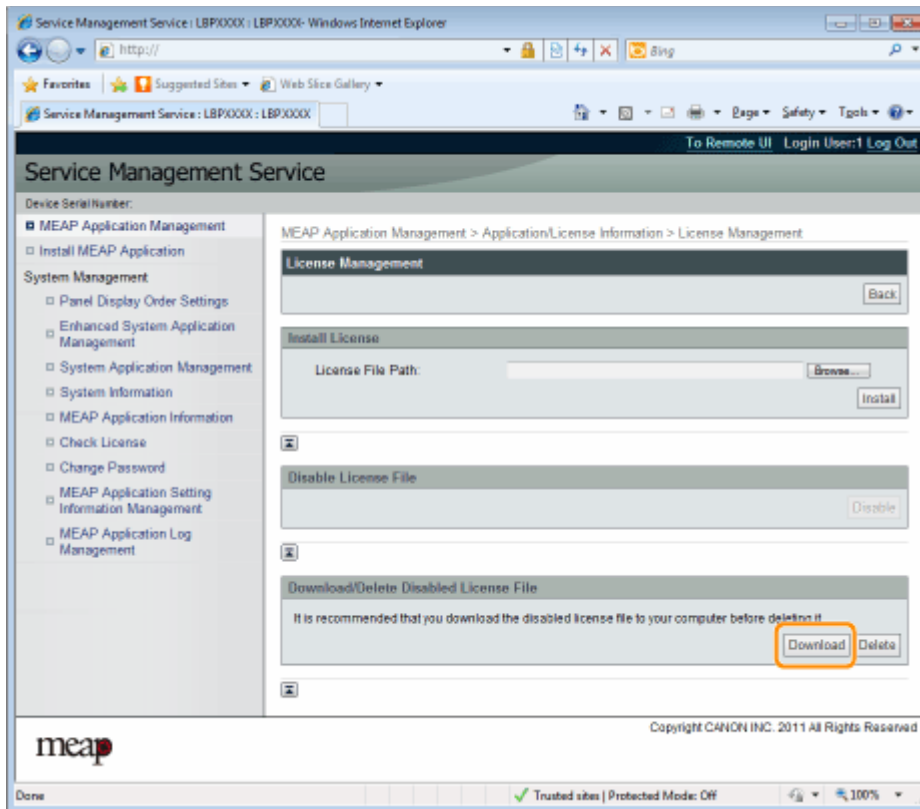 Service Management Service : LBPXXXX : LBPXXXX- Windows Internet Explorer
http://
Bing
Favorites Suggested Sites Web Slice Gallery
Service Management Service : LBPXXXX : LBPXXXX
Page Safety Tools
To Remote UI Login User:1 Log Out
Service Management Service
Device Serial Number:
MEAP Application Management
Install MEAP Application
System Management
Panel Display Order Settings
Enhanced System Application
Management
System Application Management
System Information
MEAP Application Information
Check License
Change Password
MEAP Application Setting
Information Management
MEAP Application Log
Management
MEAP Application Management > Application/License Information > License Management
License Management
Back
Install License
License File Path:
Browse...
Install
Disable License File
Disable
Download/Delete Disabled License File
It is recommended that you download the disabled license file to your computer before deleting it
Download Delete
meap
Copyright CANON INC. 2011 All Rights Reserved
Done
Trusted sites | Protected Mode: Off
100%